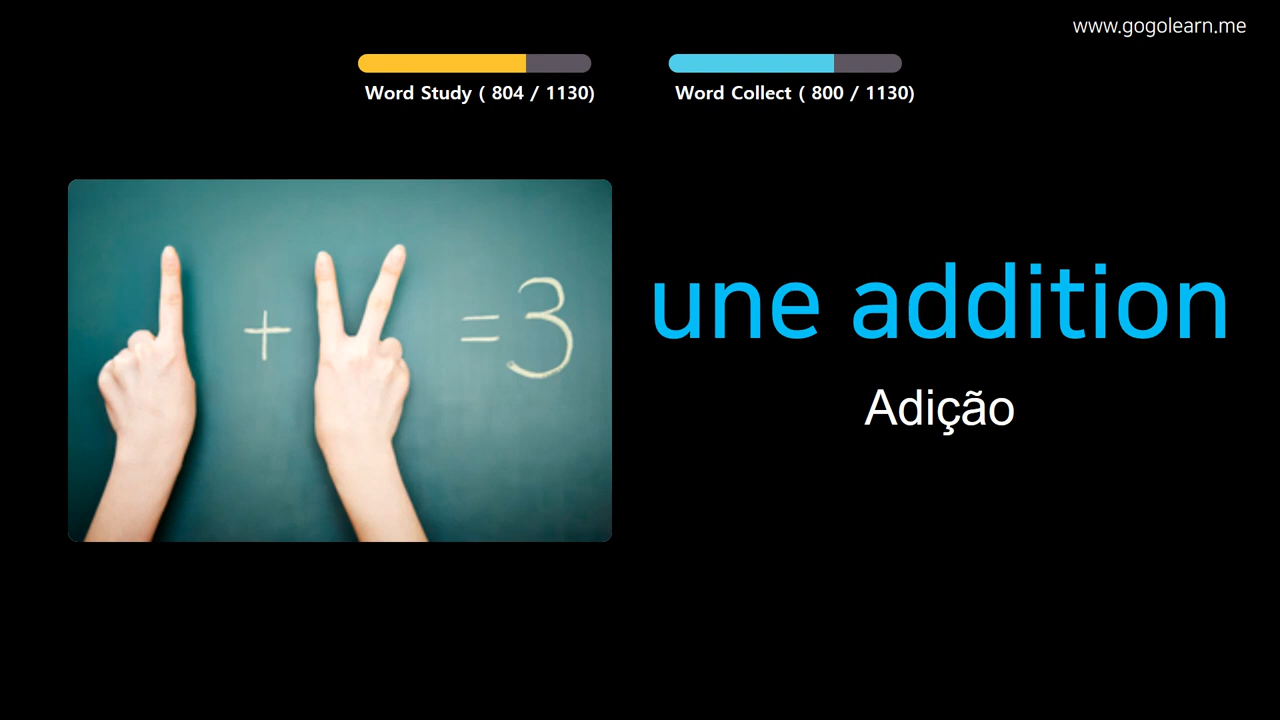 www.gogolearn.me
Word Study ( 804 / 1130)
Word Collect ( 800 / 1130)
+
=3
une addition
Adição